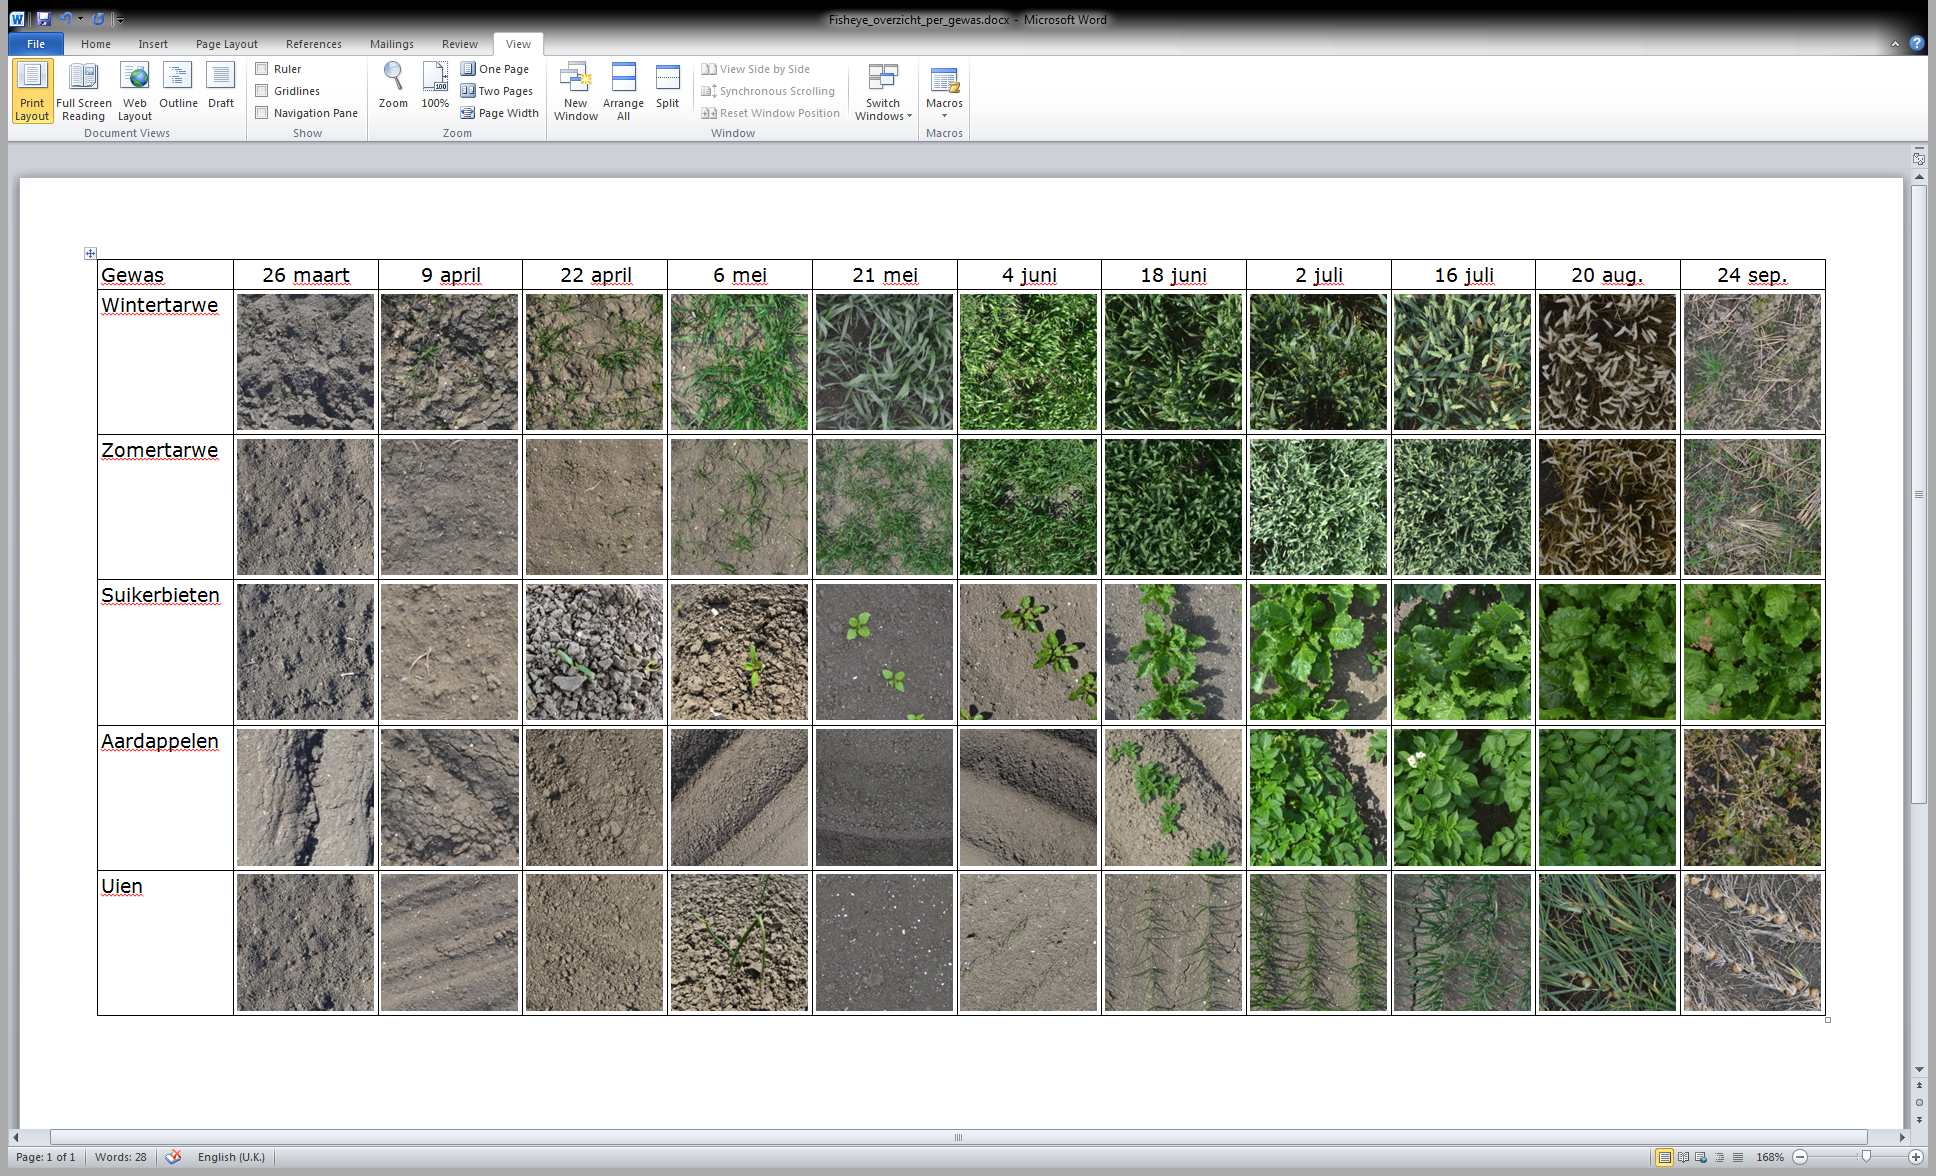 Fisheye_overzicht_per_gewas.docx - Microsoft Word
File Home Insert Page Layout References Mailings Review View
Print Layout
Full Screen Reading
Web Layout
Outline
Draft
Document Views
Ruler
Gridlines
Navigation Pane
Show
Zoom
100%
One Page
Two Pages
Page Width
Zoom
New Window
Arrange All
Split
View Side by Side
Synchronous Scrolling
Reset Window Position
Window
Switch Windows
Macros
Macros
Gewas 26 maart 9 april 22 april 6 mei 21 mei 4 juni 18 juni 2 juli 16 juli 20 aug. 24 sep.
Wintertarwe
Zomertarwe
Suikerbieten
Aardappelen
Uien
Page: 1 of 1 Words: 28 English (U.K.) 168%